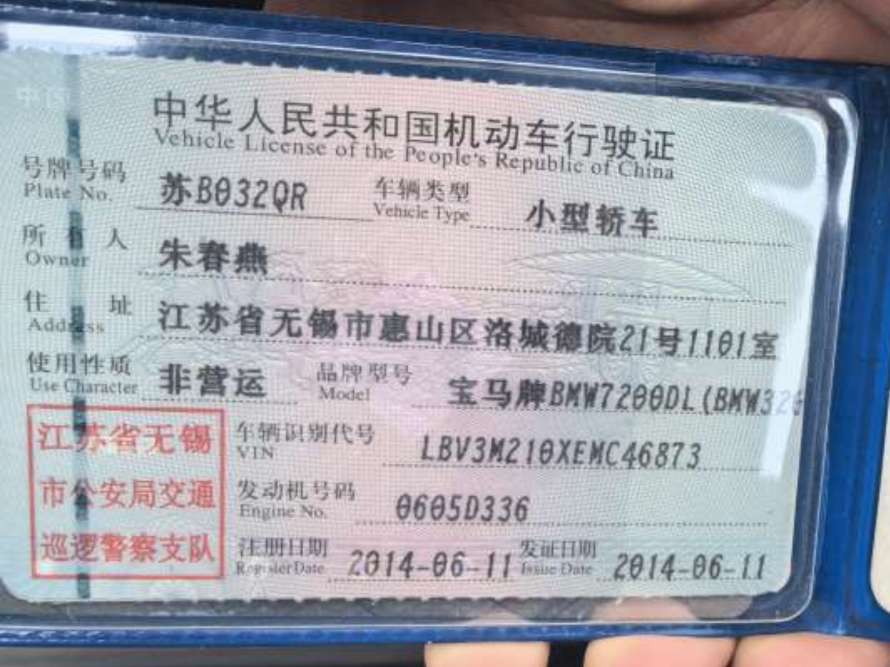 中华人民共和国机动车行驶证
Vehicle License of the People's Republic of China
号牌号码 苏B032QR 车辆类型 小型轿车
Plate No. Vehicle Type
所有人 朱春燕
Owner
住址 江苏省无锡市惠山区洛城德院21号1101室
Address
使用性质 非营运 品牌型号 宝马牌BMW7200DL(BMW320
Use Character Model
江苏省无锡 车辆识别代号 LBV3M210XEMC46873
VIN
市公安局交通 发动机号码 0605D336
Engine No.
巡逻警察支队 注册日期 2014-06-11 发证日期 2014-06-11
Register Date Issue Date